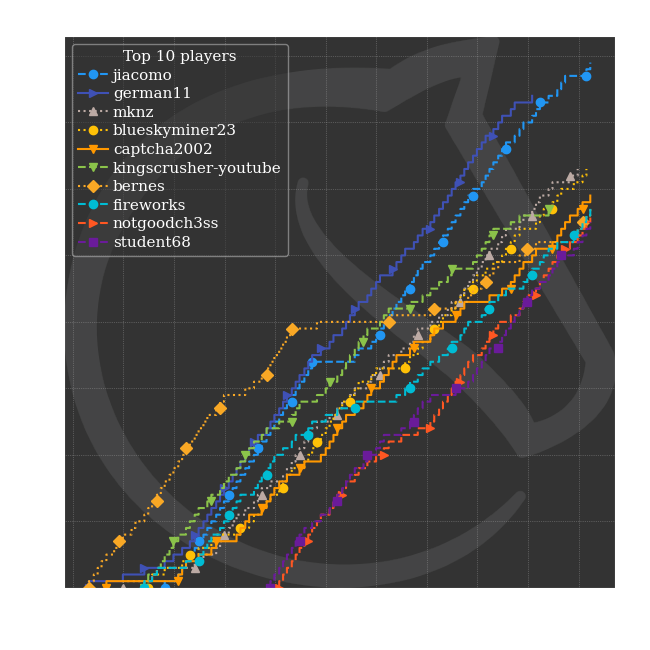 Top 10 players
jiacomo
german11
mknz
blueskyminer23
captcha2002
kingscrusher-youtube
bernes
fireworks
notgoodch3ss
student68